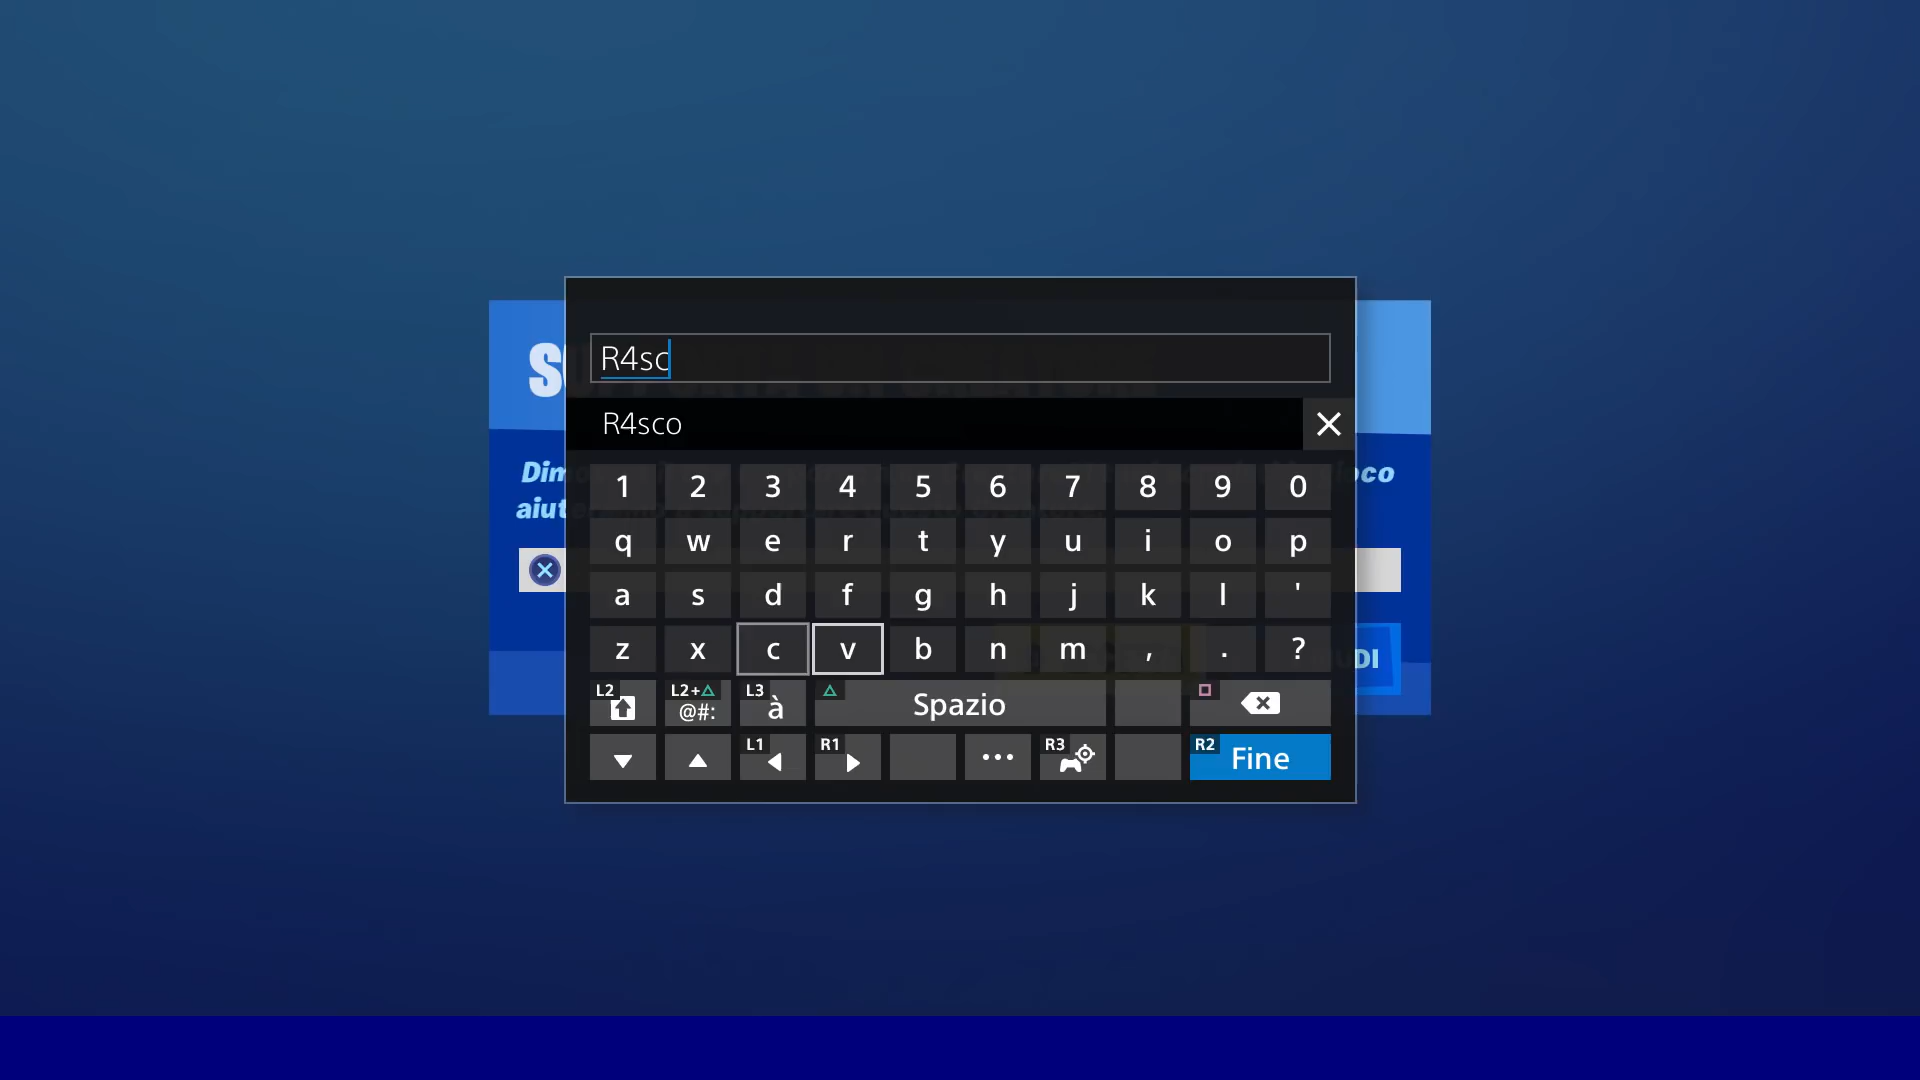 R4sc
R4sco
1 2 3 4 5 6 7 8 9 0
q w e r t y u i o p
a s d f g h j k l '
z x c v b n m , . ?
L2 L2+△ @#: L3 à △ Spazio □
L1 R1 ... R3 R2 Fine